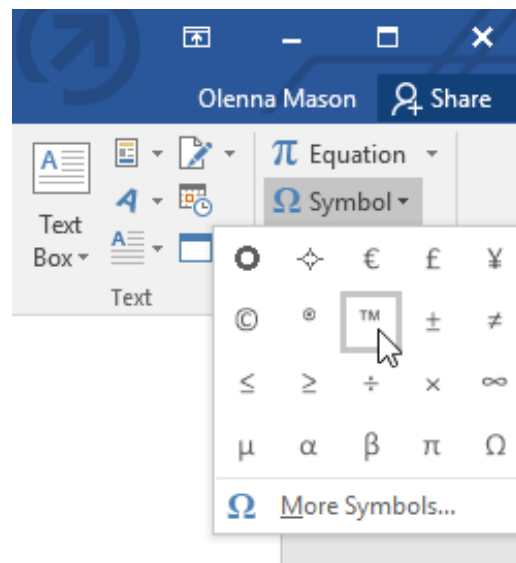 Olenna Mason Share
A
Text
Box
A
A
Text
π Equation
Ω Symbol
€ £ ¥
© ® ™ ± ≠
≤ ≥ ÷ × ∞
µ α β π Ω
Ω More Symbols...